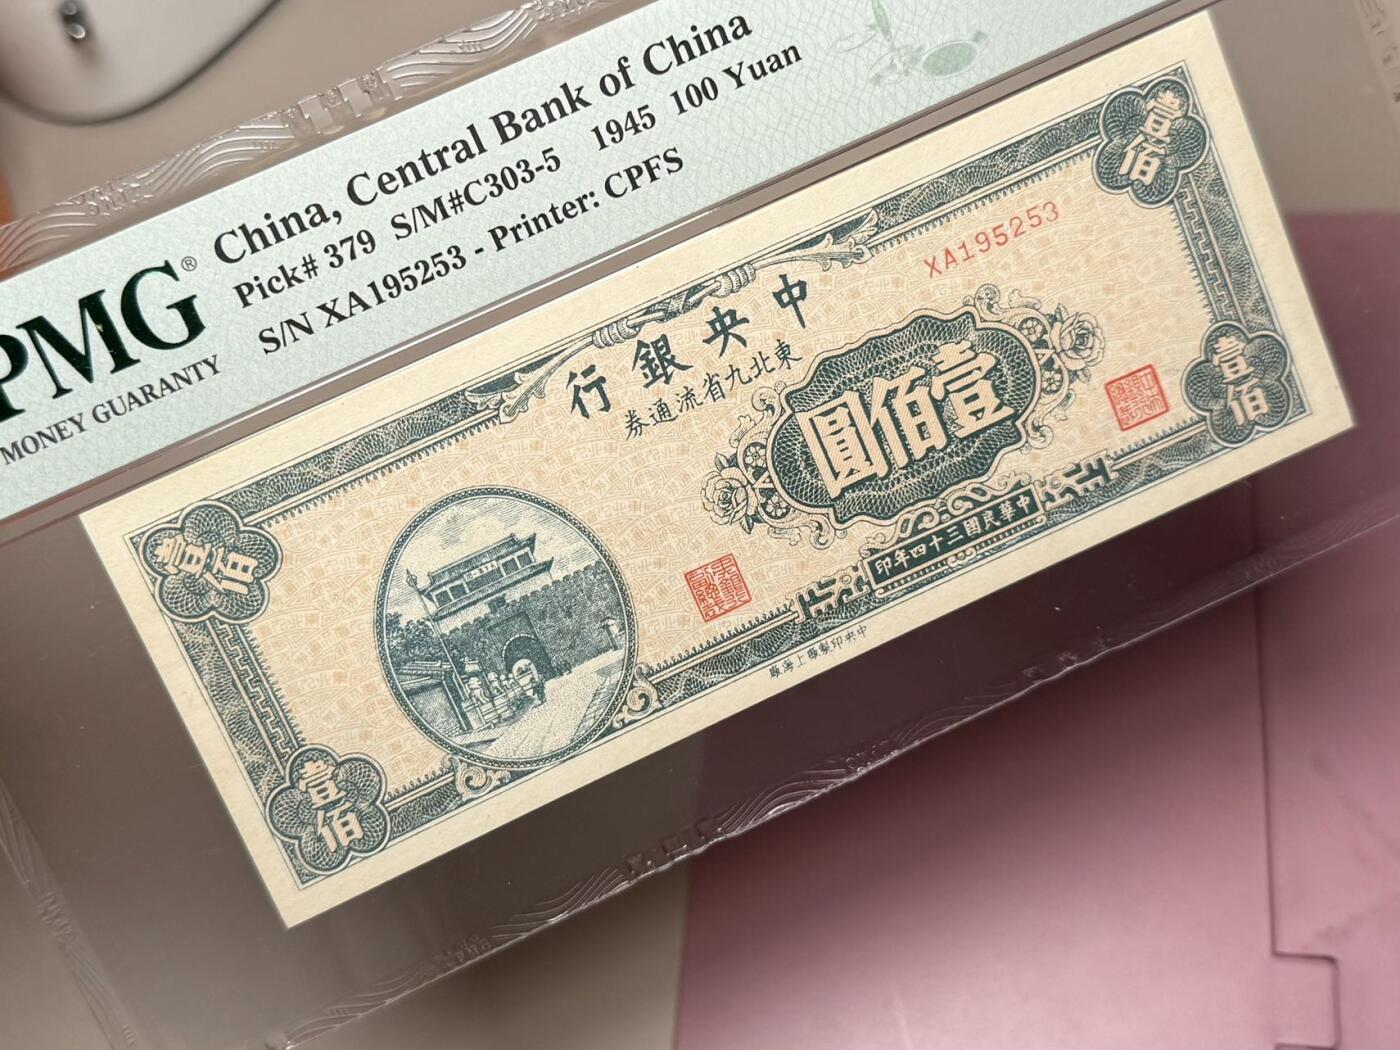 China, Central Bank of China
Pick# 379 S/M#C303-5 1945 100 Yuan
S/N XA195253 - Printer: CPFS
PMG®
MONEY GUARANTY
壹佰
壹佰
XA195253
中央銀行
東北九省流通券
壹佰圓
壹佰
壹佰
中華民國三十四年印
中央印製廠上海廠